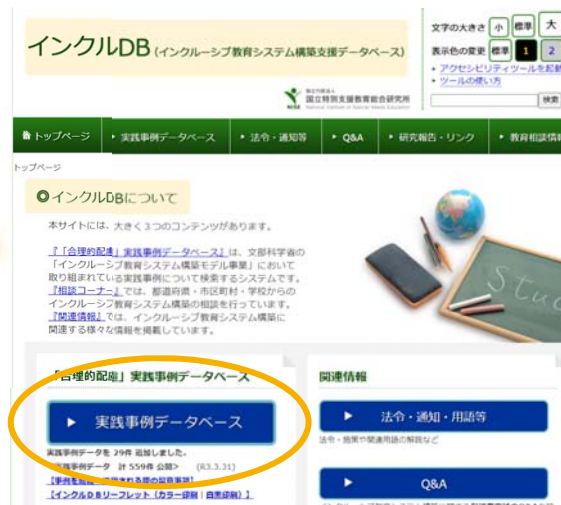 インクルDB (インクルーシブ教育システム構築支援データベース)
文字の大きさ 小 標準 大
表示色の変更 標準 1 2
・アクセシビリティツールを起動
・ツールの使い方
検索
国立特別支援教育総合研究所
トップページ
・実践事例データベース
・法令・通知等
・Q&A
・研究報告・リンク
・教育相談情報
トップページ
インクルDBについて
本サイトには、大きく3つのコンテンツがあります。
『「合理的配慮」実践事例データベース』は、文部科学省の
「インクルーシブ教育システム構築モデル事業」において
取り組まれている実践事例について検索するシステムです。
『相談コーナー』では、都道府県・市区町村・学校からの
インクルーシブ教育システム構築の相談を行っています。
『関連情報』では、インクルーシブ教育システム構築に
関連する様々な情報を掲載しています。
Stu
「合理的配慮」実践事例データベース
実践事例データベース
実践事例データを 29件 追加しました。
実践事例データ 計 559件 公開> (R3.3.31)
【インクルDBリーフレット (カラー印刷 | 白黒印刷) 】
関連情報
法令・通知・用語等
法令・施策や関連用語の解説など
Q&A